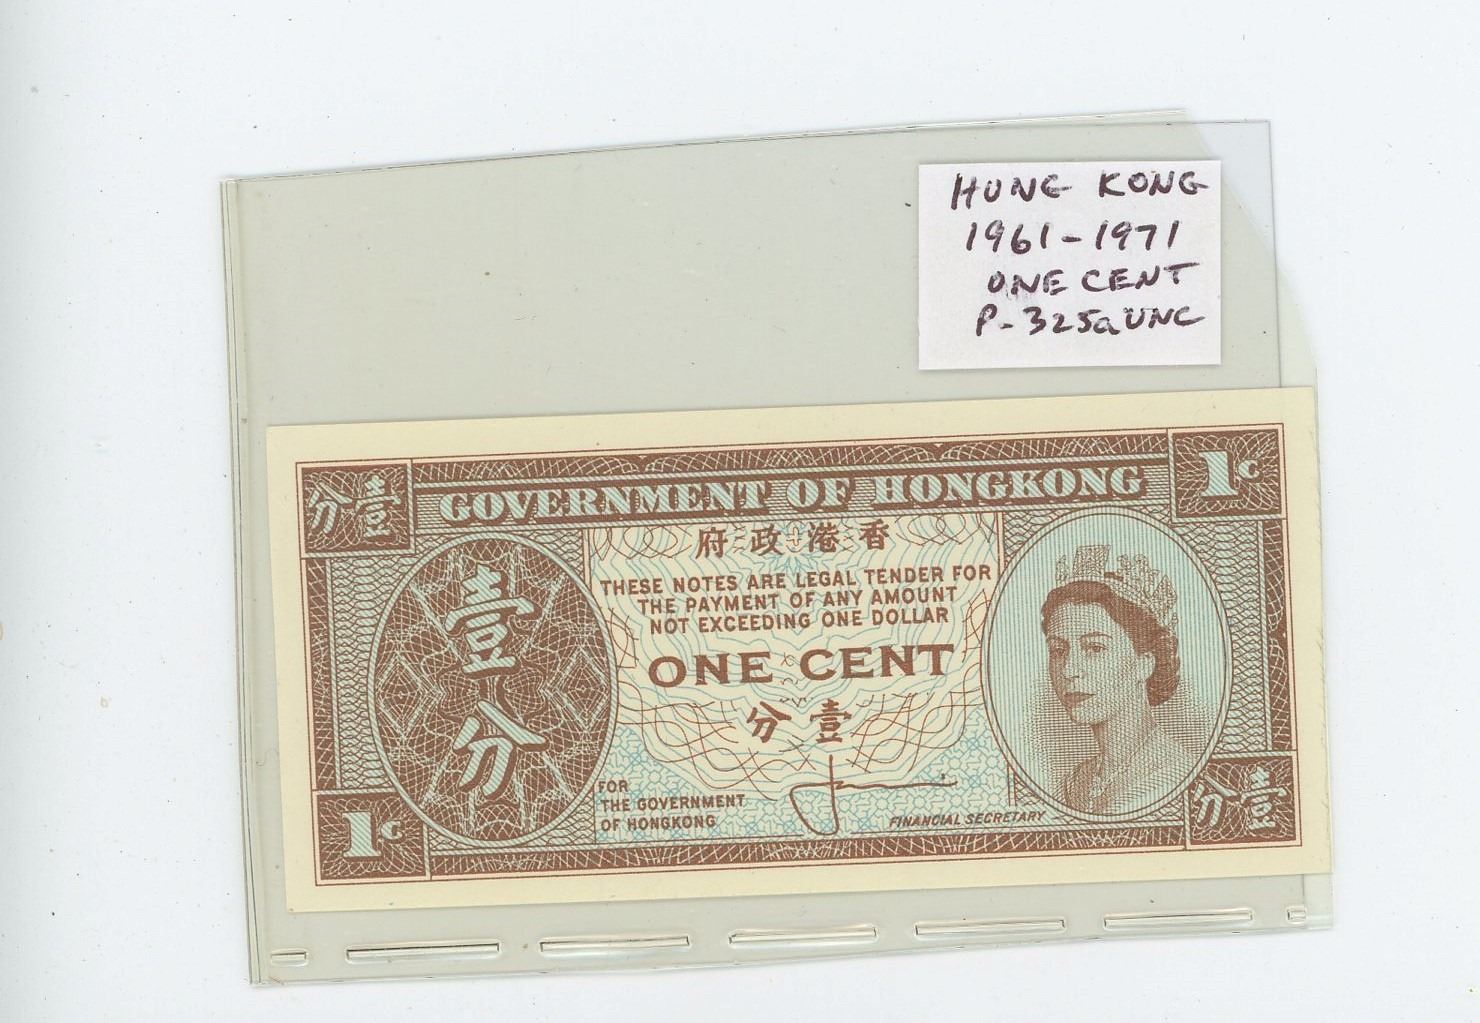 HUNG KONG
1961-1971
ONE CENT
P-325a UNC
分壹
GOVERNMENT OF HONGKONG
1c
府政港香
壹
分
THESE NOTES ARE LEGAL TENDER FOR
THE PAYMENT OF ANY AMOUNT
NOT EXCEEDING ONE DOLLAR
ONE CENT
分壹
FOR
THE GOVERNMENT
OF HONGKONG
FINANCIAL SECRETARY
1c
分壹